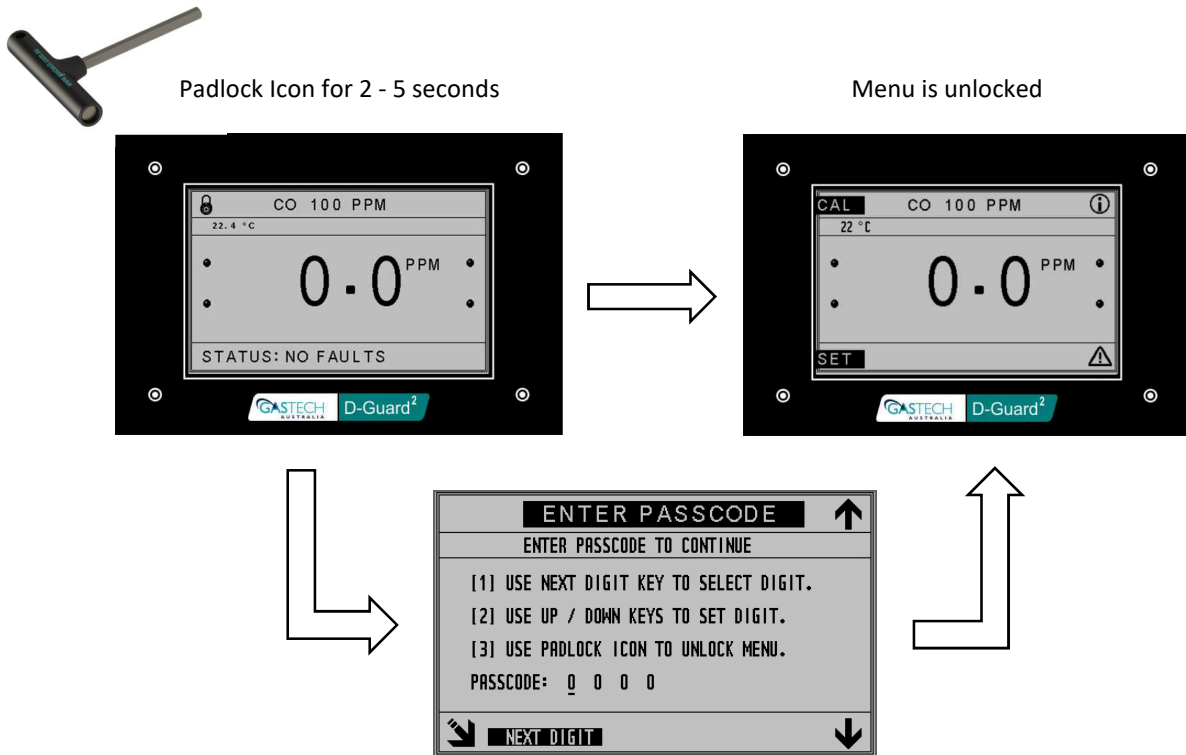 Padlock Icon for 2 - 5 seconds
Menu is unlocked
CO 100 PPM
22.4 °C
0.0 PPM
STATUS: NO FAULTS
GASTECH
AUSTRALIA
D-Guard²
CAL CO 100 PPM
22 °C
0.0 PPM
SET
GASTECH
AUSTRALIA
D-Guard²
ENTER PASSCODE
ENTER PASSCODE TO CONTINUE
[1] USE NEXT DIGIT KEY TO SELECT DIGIT.
[2] USE UP / DOWN KEYS TO SET DIGIT.
[3] USE PADLOCK ICON TO UNLOCK MENU.
PASSCODE: 0 0 0 0
NEXT DIGIT